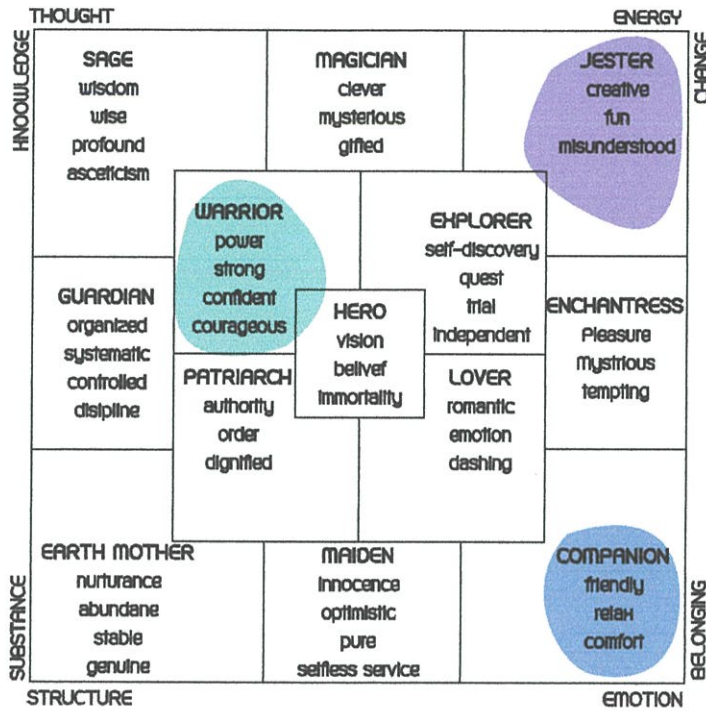 THOUGHT
ENERGY
HNOOWLEDGE
CHANGE
SAGE
wisdom
wise
profound
asceticism
MAGICIAN
clever
mysterious
gifted
JESTER
creative
fun
misunderstood
WARRIOR
power
strong
confident
courageous
EXPLORER
self-discovery
quest
trial
independent
GUARDIAN
organized
systematic
controlled
disipline
HERO
vision
belivef
immortality
ENCHANTRESS
Pleasure
Mystrious
tempting
PATRIARCH
authority
order
dignified
LOVER
romantic
emotion
dashing
EARTH MOTHER
nurturance
abundane
stable
genuine
MAIDEN
innocence
optimistic
pure
selfless service
COMPANION
friendly
relax
comfort
SUBSTANCE
BELONGING
STRUCTURE
EMOTION